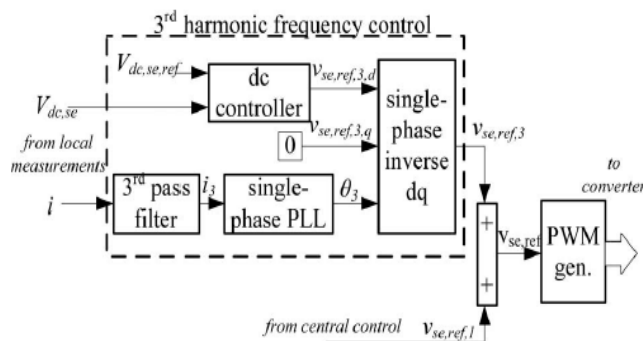 3rd harmonic frequency control
Vdc,se,ref
Vdc,se
dc controller
vse,ref,3,d
vse,ref,3,q
0
single-phase inverse dq
vse,ref,3
from local measurements
i
3rd pass filter
i3
single-phase PLL
θ3
+
+
vse,ref
PWM gen.
to converter
from central control
vse,ref,1